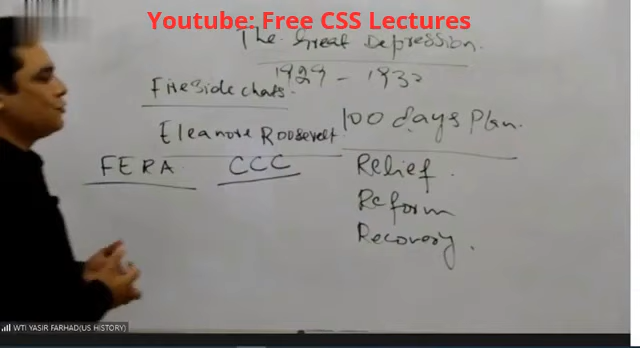 Youtube: Free CSS Lectures
The Great Depression.
1929 - 1932
Fireside chats.
Eleanore Roosevelt
100 days Plan.
FERA. CCC
Relief.
Reform
Recovery.
WTI YASIR FARHAD(US HISTORY)